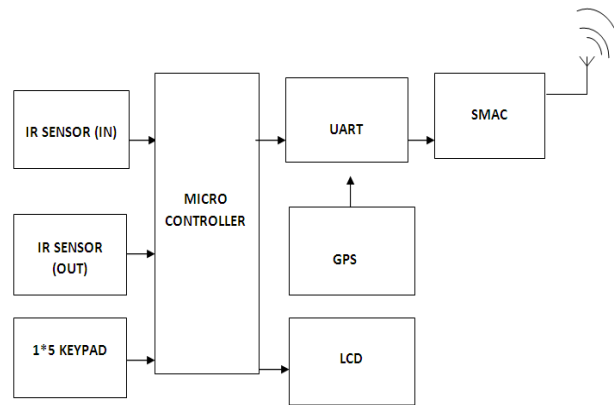 IR SENSOR (IN)
IR SENSOR
(OUT)
1*5 KEYPAD
MICRO
CONTROLLER
UART
SMAC
GPS
LCD